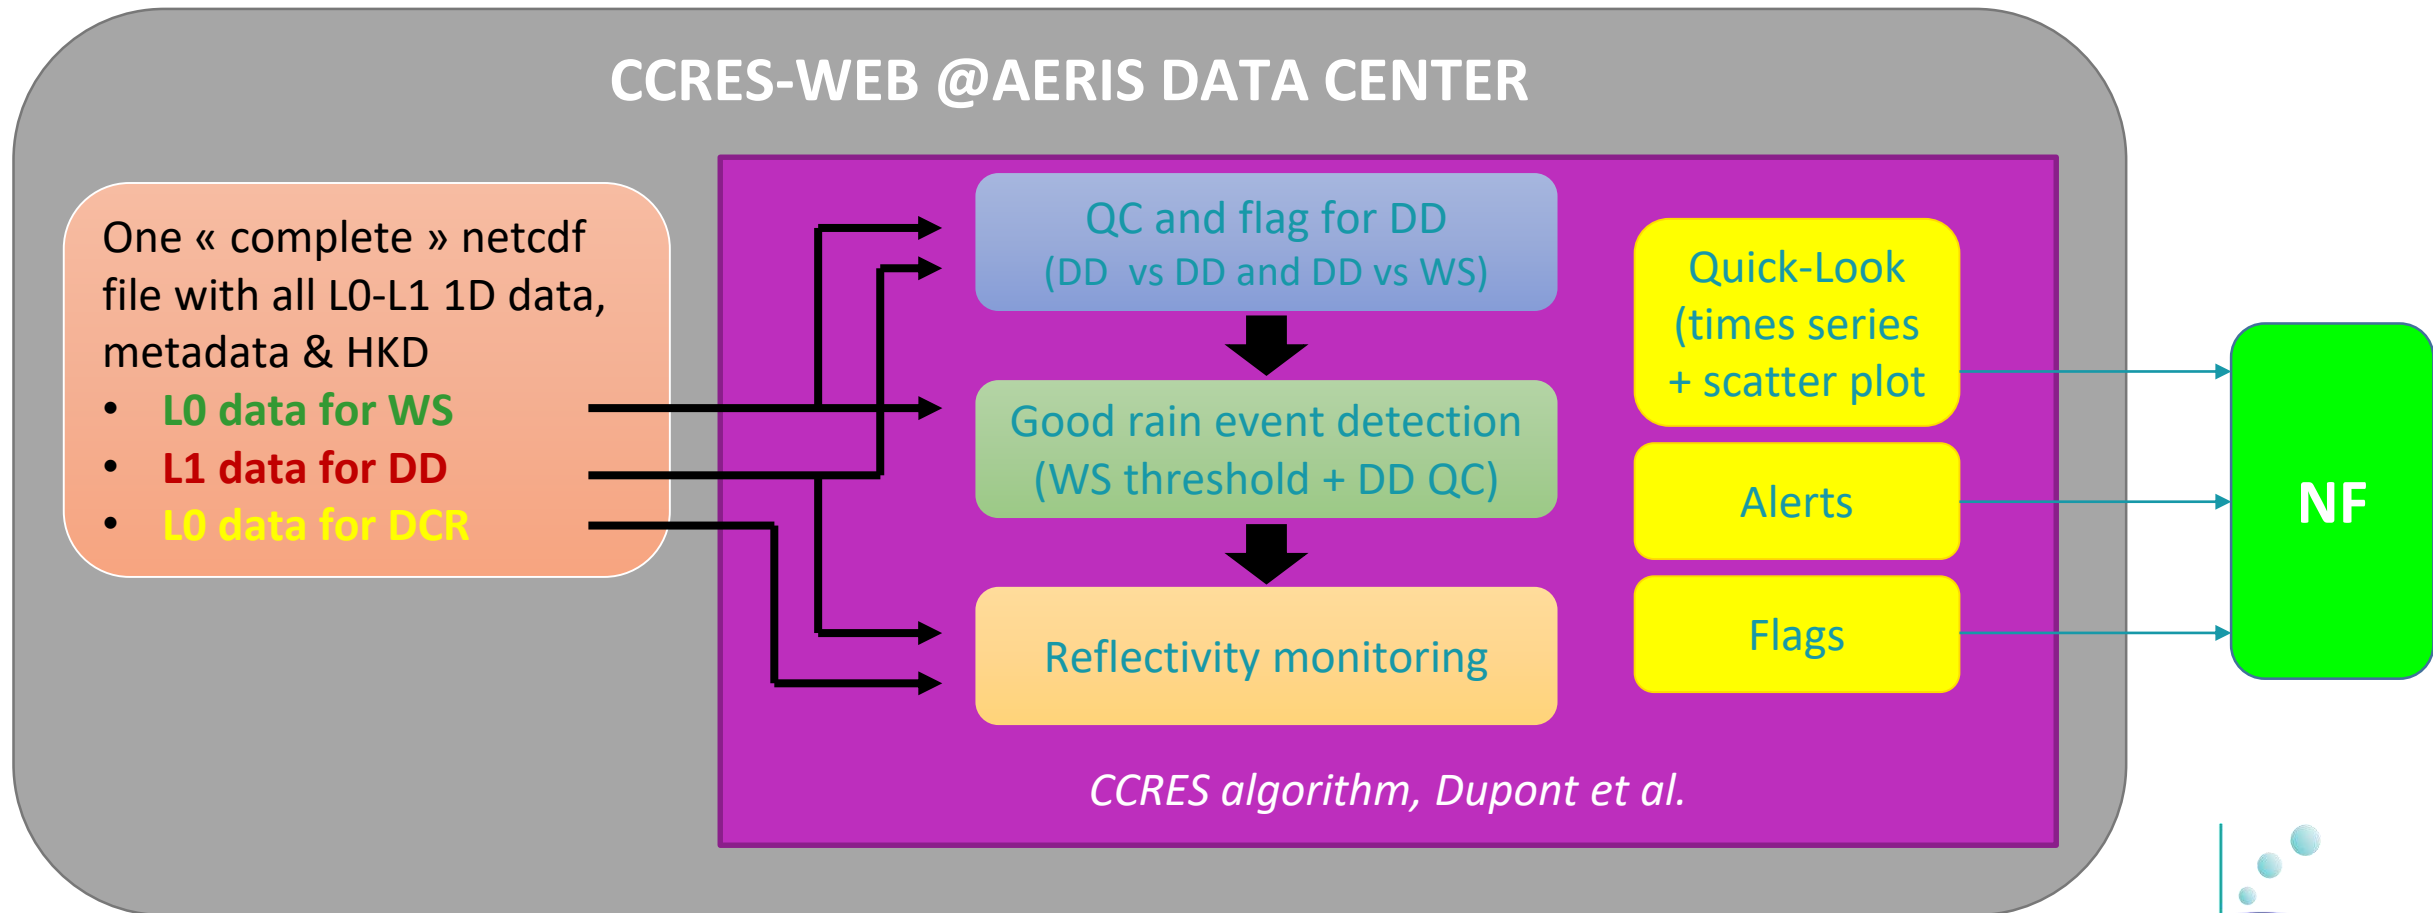 CCRES-WEB @AERIS DATA CENTER
One « complete » netcdf
file with all L0-L1 1D data,
metadata & HKD
• L0 data for WS
• L1 data for DD
• L0 data for DCR
QC and flag for DD
(DD vs DD and DD vs WS)
Good rain event detection
(WS threshold + DD QC)
Reflectivity monitoring
Quick-Look
(times series
+ scatter plot
Alerts
Flags
CCRES algorithm, Dupont et al.
NF